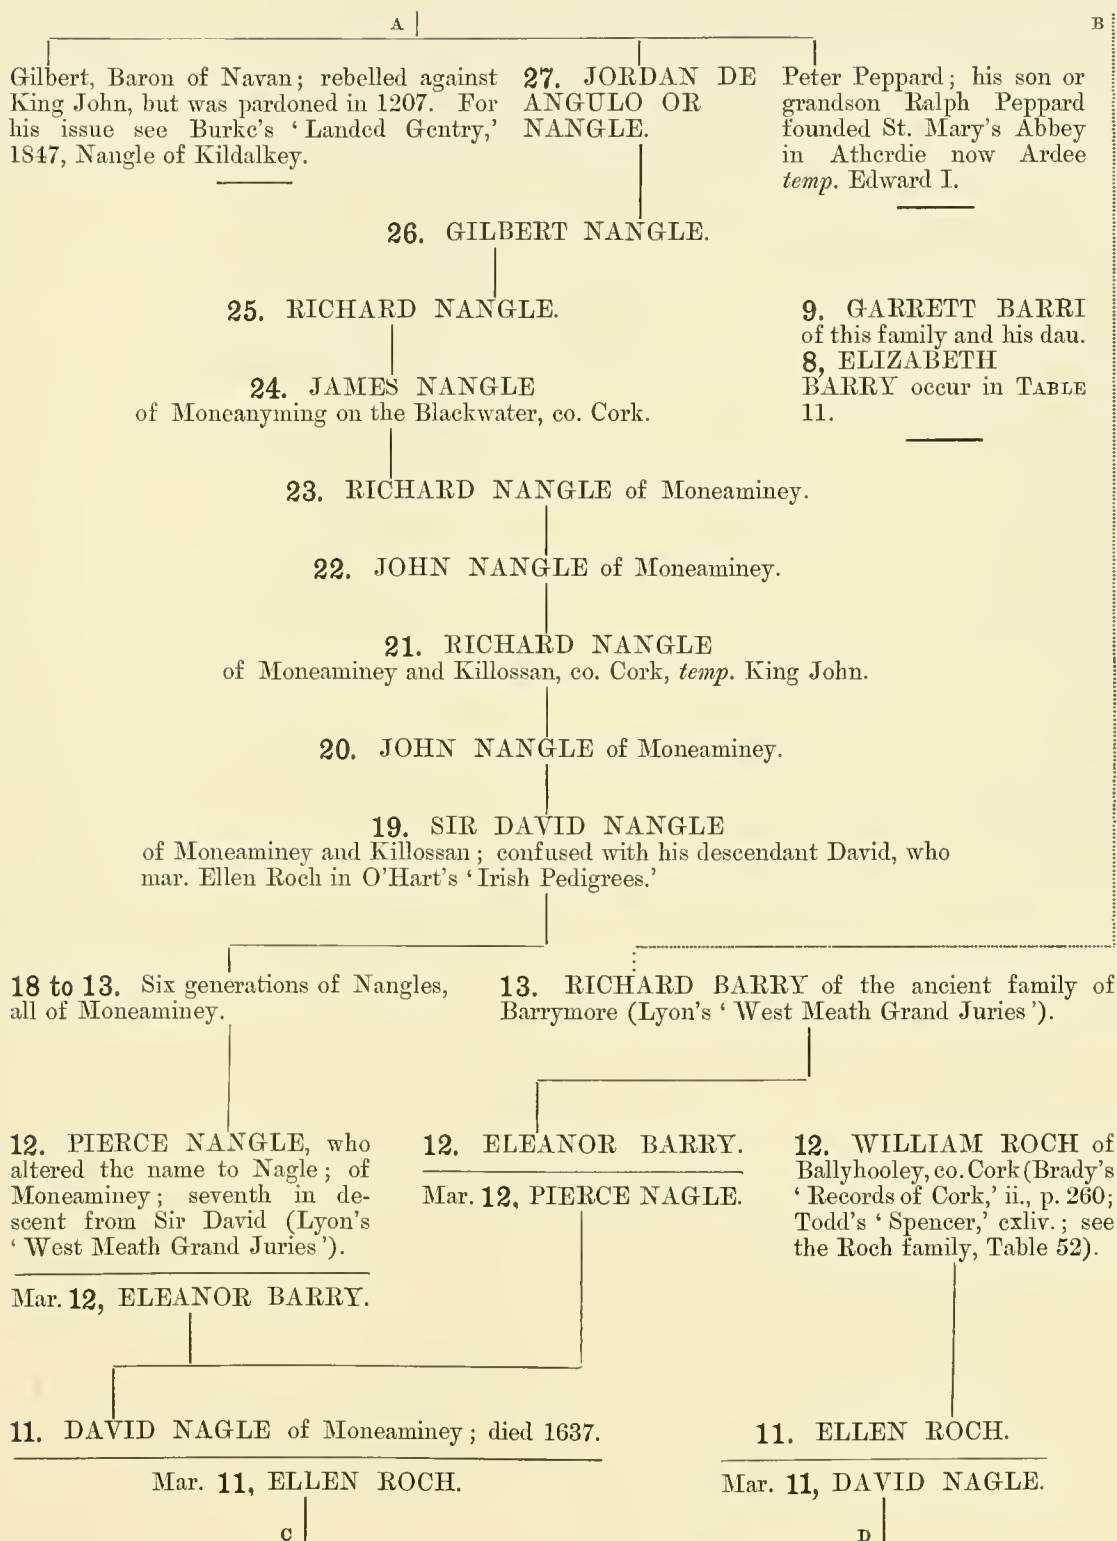 A
B
Gilbert, Baron of Navan; rebelled against
King John, but was pardoned in 1207. For
his issue see Burke's ‘Landed Gentry,’
1847, Nangle of Kildalkey.
27. JORDAN DE
ANGULO OR
NANGLE.
Peter Peppard; his son or
grandson Ralph Peppard
founded St. Mary's Abbey
in Atherdie now Ardee
temp. Edward I.
26. GILBERT NANGLE.
25. RICHARD NANGLE.
9. GARRETT BARRI
of this family and his dau.
8, ELIZABETH
BARRY occur in TABLE
11.
24. JAMES NANGLE
of Moneanyming on the Blackwater, co. Cork.
23. RICHARD NANGLE of Moneaminey.
22. JOHN NANGLE of Moneaminey.
21. RICHARD NANGLE
of Moneaminey and Killossan, co. Cork, temp. King John.
20. JOHN NANGLE of Moneaminey.
19. SIR DAVID NANGLE
of Moneaminey and Killossan; confused with his descendant David, who
mar. Ellen Roch in O'Hart's ‘Irish Pedigrees.’
18 to 13. Six generations of Nangles,
all of Moneaminey.
13. RICHARD BARRY of the ancient family of
Barrymore (Lyon's ‘West Meath Grand Juries’).
12. PIERCE NANGLE, who
altered the name to Nagle; of
Moneaminey; seventh in de-
scent from Sir David (Lyon's
‘West Meath Grand Juries’).
Mar. 12, ELEANOR BARRY.
12. ELEANOR BARRY.
Mar. 12, PIERCE NAGLE.
12. WILLIAM ROCH of
Ballyhooley, co. Cork (Brady's
‘Records of Cork,’ ii., p. 260;
Todd's ‘Spencer,’ cxliv.; see
the Roch family, Table 52).
11. DAVID NAGLE of Moneaminey; died 1637.
Mar. 11, ELLEN ROCH.
11. ELLEN ROCH.
Mar. 11, DAVID NAGLE.
C
D